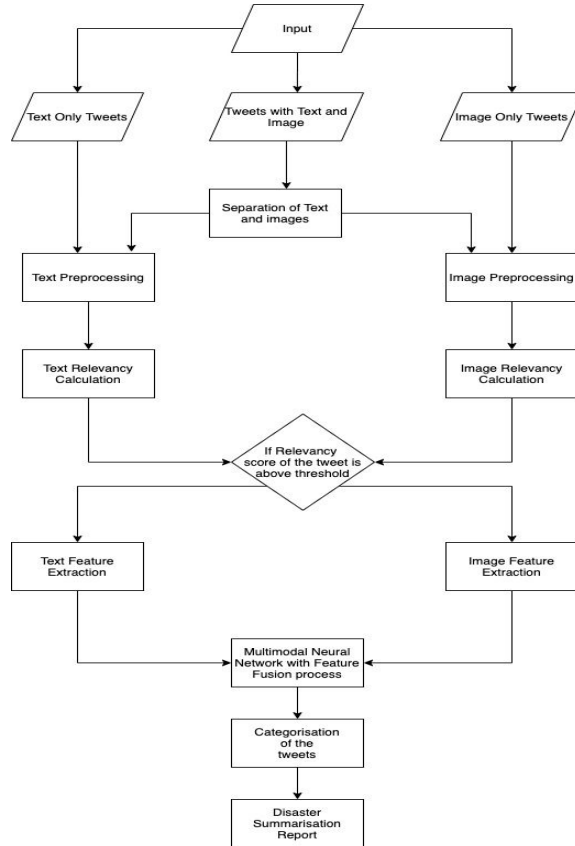 Input
Text Only Tweets
Tweets with Text and
Image
Image Only Tweets
Separation of Text
and images
Text Preprocessing
Image Preprocessing
Text Relevancy
Calculation
Image Relevancy
Calculation
If Relevancy
score of the tweet is
above threshold
Text Feature
Extraction
Image Feature
Extraction
Multimodal Neural
Network with Feature
Fusion process
Categorisation
of the
tweets
Disaster
Summarisation
Report